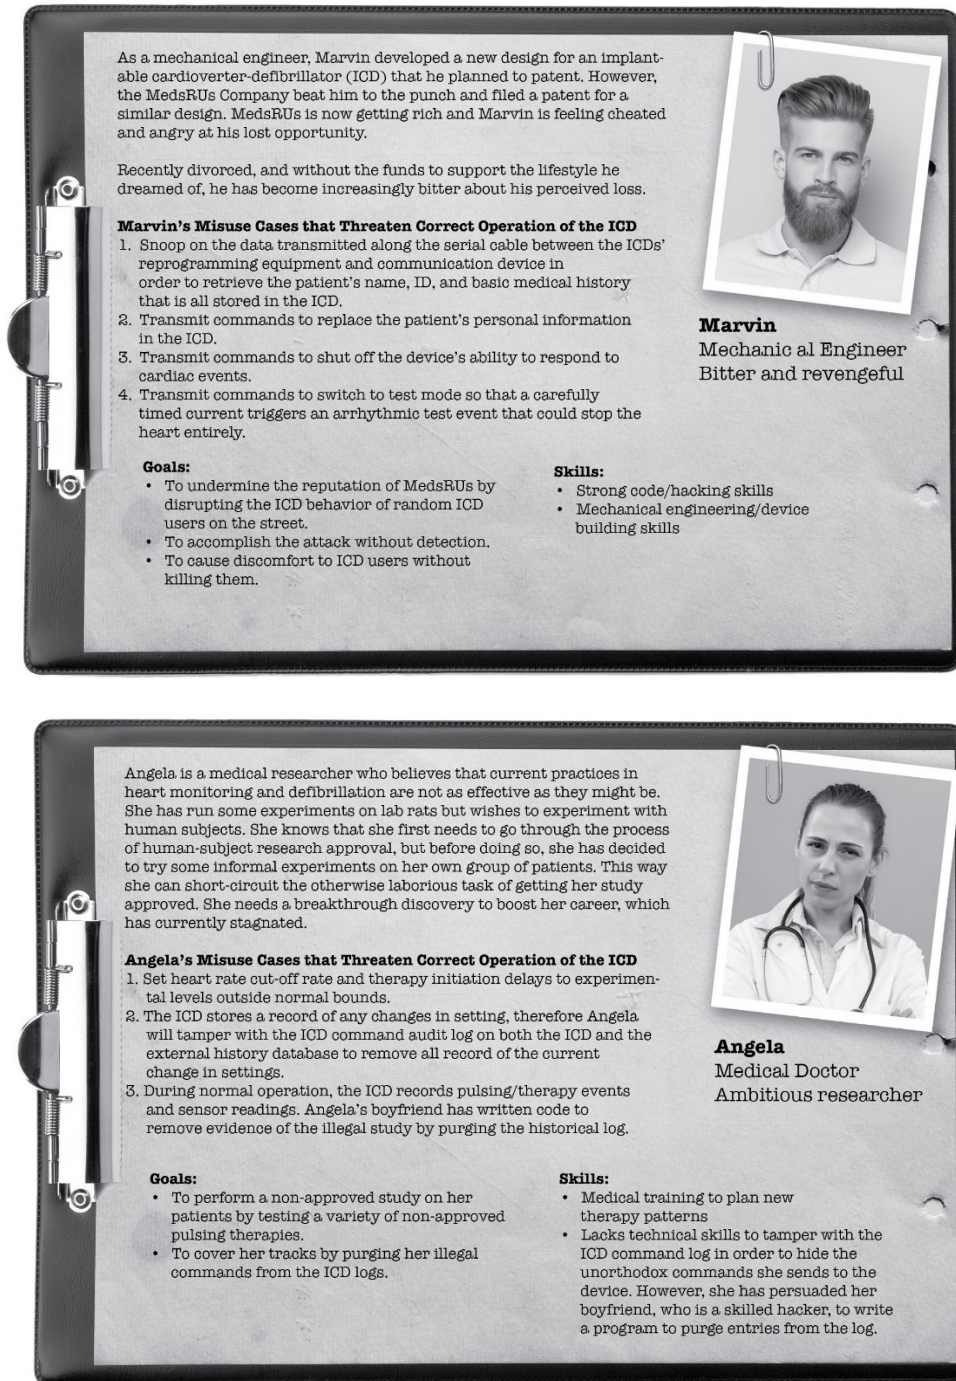 As a mechanical engineer, Marvin developed a new design for an implant-
able cardioverter-defibrillator (ICD) that he planned to patent. However,
the MedsRUs Company beat him to the punch and filed a patent for a
similar design. MedsRUs is now getting rich and Marvin is feeling cheated
and angry at his lost opportunity.
Recently divorced, and without the funds to support the lifestyle he
dreamed of, he has become increasingly bitter about his perceived loss.
Marvin's Misuse Cases that Threaten Correct Operation of the ICD
1. Snoop on the data transmitted along the serial cable between the ICDs'
reprogramming equipment and communication device in
order to retrieve the patient's name, ID, and basic medical history
that is all stored in the ICD.
2. Transmit commands to replace the patient's personal information
in the ICD.
3. Transmit commands to shut off the device's ability to respond to
cardiac events.
4. Transmit commands to switch to test mode so that a carefully
timed current triggers an arrhythmic test event that could stop the
heart entirely.
Goals:
• To undermine the reputation of MedsRUs by
disrupting the ICD behavior of random ICD
users on the street.
• To accomplish the attack without detection.
• To cause discomfort to ICD users without
killing them.
Skills:
• Strong code/hacking skills
• Mechanical engineering/device
building skills
Marvin
Mechanic al Engineer
Bitter and revengeful
Angela is a medical researcher who believes that current practices in
heart monitoring and defibrillation are not as effective as they might be.
She has run some experiments on lab rats but wishes to experiment with
human subjects. She knows that she first needs to go through the process
of human-subject research approval, but before doing so, she has decided
to try some informal experiments on her own group of patients. This way
she can short-circuit the otherwise laborious task of getting her study
approved. She needs a breakthrough discovery to boost her career, which
has currently stagnated.
Angela's Misuse Cases that Threaten Correct Operation of the ICD
1. Set heart rate cut-off rate and therapy initiation delays to experimen-
tal levels outside normal bounds.
2. The ICD stores a record of any changes in setting, therefore Angela
will tamper with the ICD command audit log on both the ICD and the
external history database to remove all record of the current
change in settings.
3. During normal operation, the ICD records pulsing/therapy events
and sensor readings. Angela's boyfriend has written code to
remove evidence of the illegal study by purging the historical log.
Goals:
• To perform a non-approved study on her
patients by testing a variety of non-approved
pulsing therapies.
• To cover her tracks by purging her illegal
commands from the ICD logs.
Skills:
• Medical training to plan new
therapy patterns
• Lacks technical skills to tamper with the
ICD command log in order to hide the
unorthodox commands she sends to the
device. However, she has persuaded her
boyfriend, who is a skilled hacker, to write
a program to purge entries from the log.
Angela
Medical Doctor
Ambitious researcher